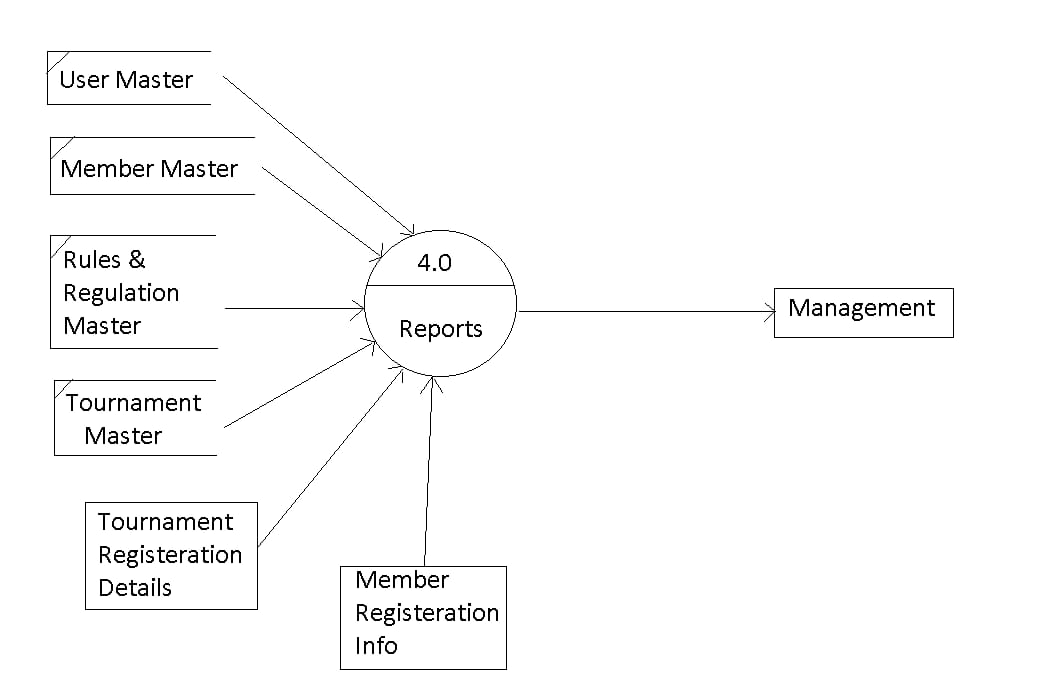 User Master
Member Master
Rules &
Regulation
Master
Tournament
Master
Tournament
Registeration
Details
Member
Registeration
Info
4.0
Reports
Management